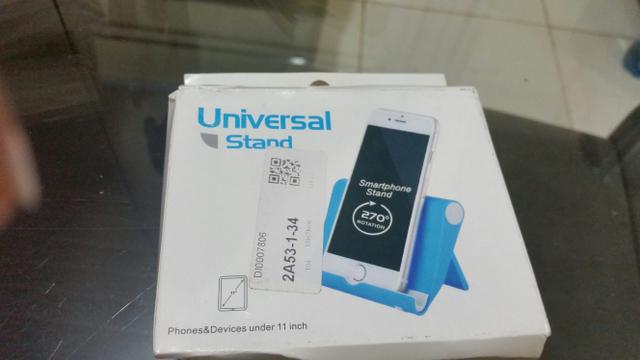 Universal
Stand
Smartphone
Stand
270°
ROTATION
DI0007806
2A53-1-34
Phones&Devices under 11 inch